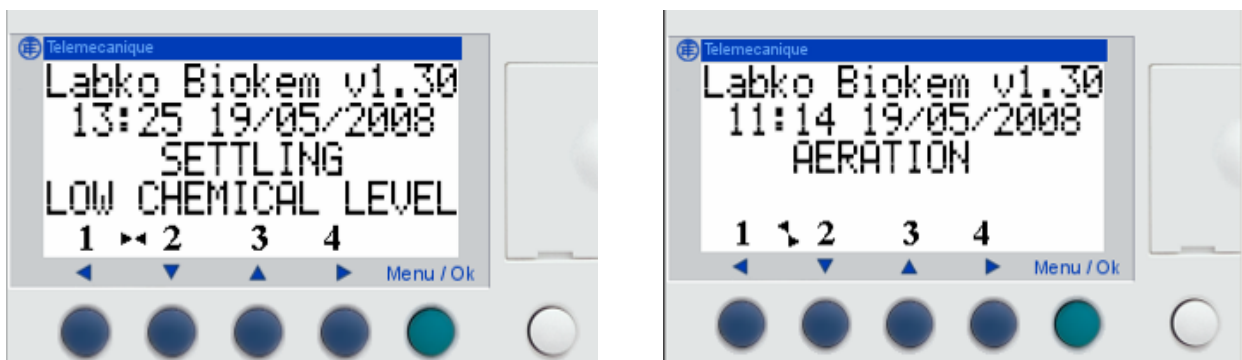 Telemecanique
Labko Biokem v1.30
13:25 19/05/2008
SETTLING
LOW CHEMICAL LEVEL
1 2 3 4
Menu / Ok
Telemecanique
Labko Biokem v1.30
11:14 19/05/2008
AERATION
1 2 3 4
Menu / Ok